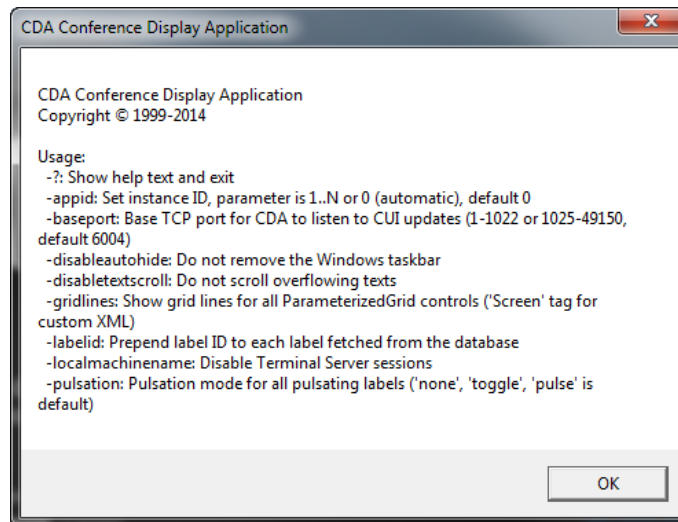 CDA Conference Display Application
CDA Conference Display Application
Copyright © 1999-2014
Usage:
-?: Show help text and exit
-appid: Set instance ID, parameter is 1..N or 0 (automatic), default 0
-baseport: Base TCP port for CDA to listen to CUI updates (1-1022 or 1025-49150,
default 6004)
-disableautohide: Do not remove the Windows taskbar
-disabletextscroll: Do not scroll overflowing texts
-gridlines: Show grid lines for all ParameterizedGrid controls ('Screen' tag for
custom XML)
-labelid: Prepend label ID to each label fetched from the database
-localmachinename: Disable Terminal Server sessions
-pulsation: Pulsation mode for all pulsating labels ('none', 'toggle', 'pulse' is
default)
OK